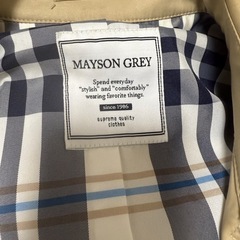 MAYSON GREY
Spend everyday
"stylish" and "comfortably"
wearing favorite things.
since 1986
supreme quality
clothes